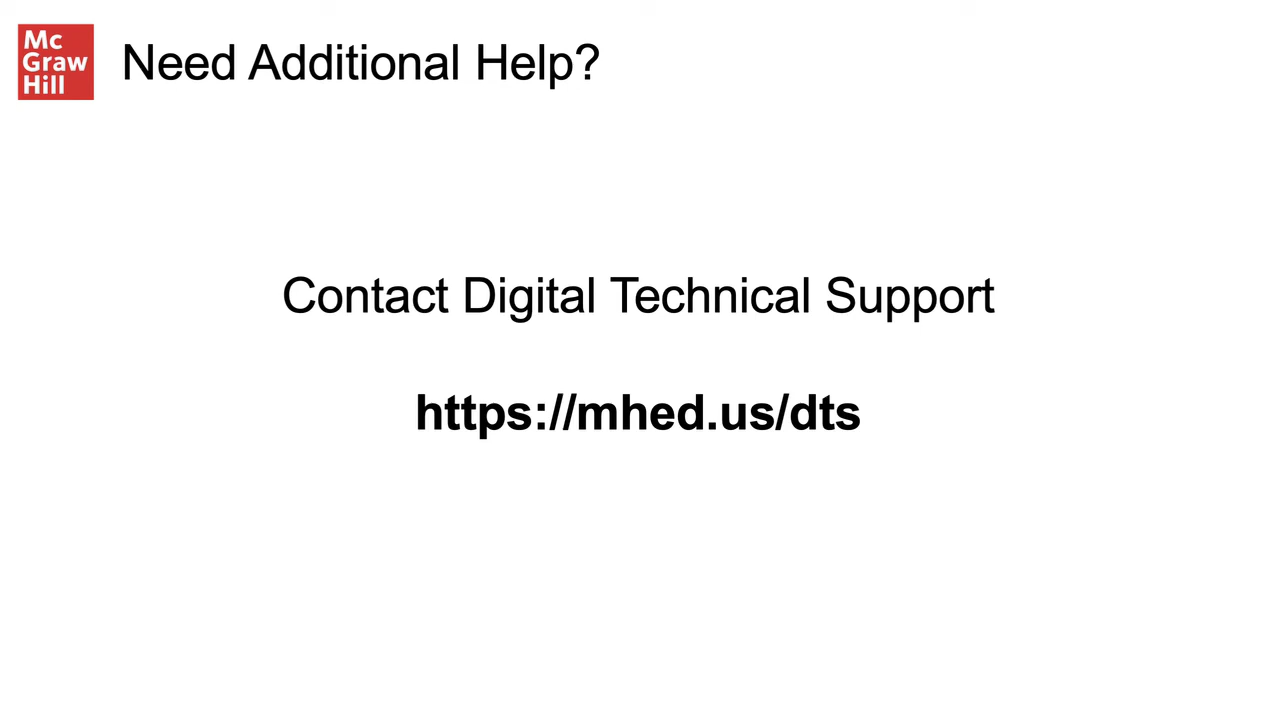 Mc
Graw
Hill
Need Additional Help?
Contact Digital Technical Support
https://mhed.us/dts